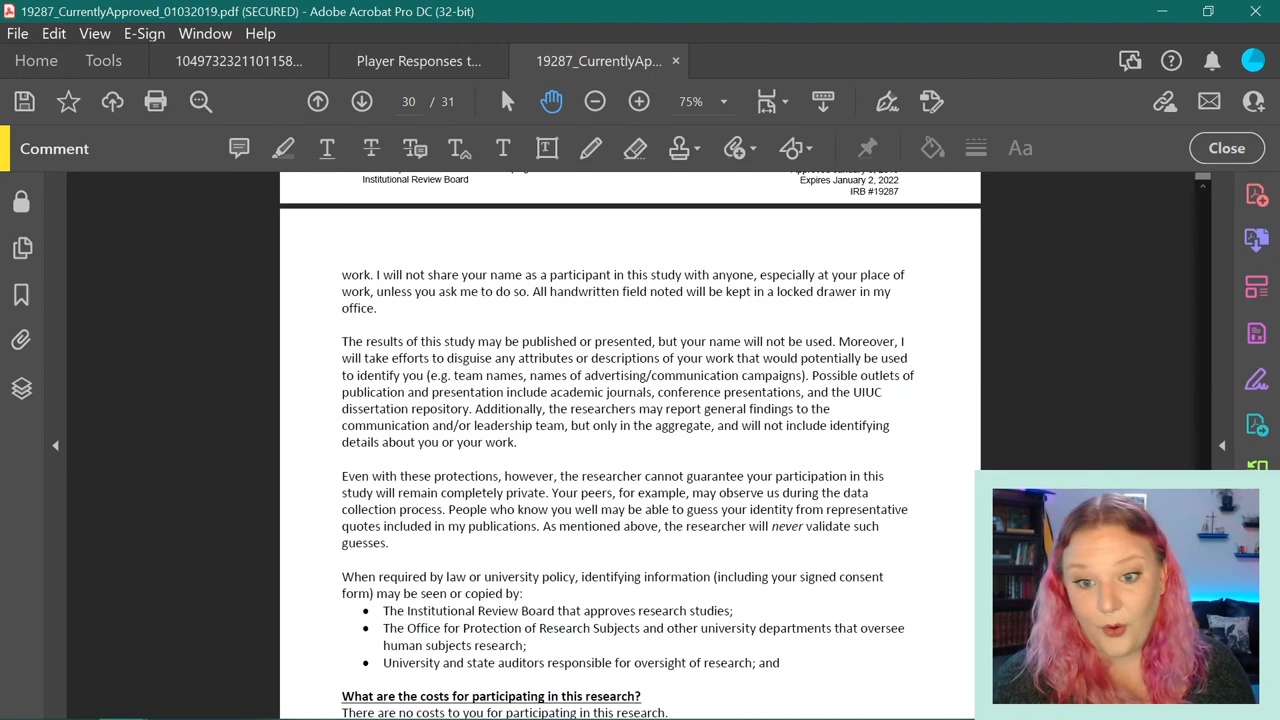 19287_CurrentlyApproved_01032019.pdf (SECURED) - Adobe Acrobat Pro DC (32-bit)
File Edit View E-Sign Window Help
Home Tools 1049732321101158... Player Responses t... 19287_CurrentlyAp...
30 / 31 75%
Comment
Close
Institutional Review Board
Expires January 2, 2022
IRB #19287
work. I will not share your name as a participant in this study with anyone, especially at your place of
work, unless you ask me to do so. All handwritten field noted will be kept in a locked drawer in my
office.
The results of this study may be published or presented, but your name will not be used. Moreover, I
will take efforts to disguise any attributes or descriptions of your work that would potentially be used
to identify you (e.g. team names, names of advertising/communication campaigns). Possible outlets of
publication and presentation include academic journals, conference presentations, and the UIUC
dissertation repository. Additionally, the researchers may report general findings to the
communication and/or leadership team, but only in the aggregate, and will not include identifying
details about you or your work.
Even with these protections, however, the researcher cannot guarantee your participation in this
study will remain completely private. Your peers, for example, may observe us during the data
collection process. People who know you well may be able to guess your identity from representative
quotes included in my publications. As mentioned above, the researcher will never validate such
guesses.
When required by law or university policy, identifying information (including your signed consent
form) may be seen or copied by:
• The Institutional Review Board that approves research studies;
• The Office for Protection of Research Subjects and other university departments that oversee
human subjects research;
• University and state auditors responsible for oversight of research; and
What are the costs for participating in this research?
There are no costs to you for participating in this research.